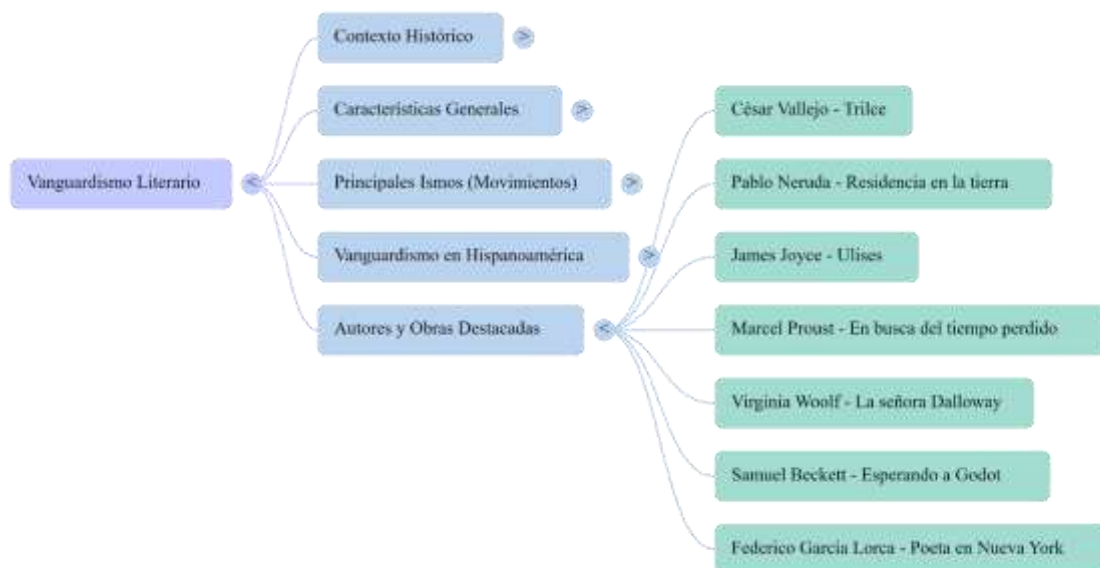 Vanguardismo Literario
Contexto Histórico
Características Generales
Principales Ismos (Movimientos)
Vanguardismo en Hispanoamérica
Autores y Obras Destacadas
César Vallejo - Trilce
Pablo Neruda - Residencia en la tierra
James Joyce - Ulises
Marcel Proust - En busca del tiempo perdido
Virginia Woolf - La señora Dalloway
Samuel Beckett - Esperando a Godot
Federico García Lorca - Poeta en Nueva York